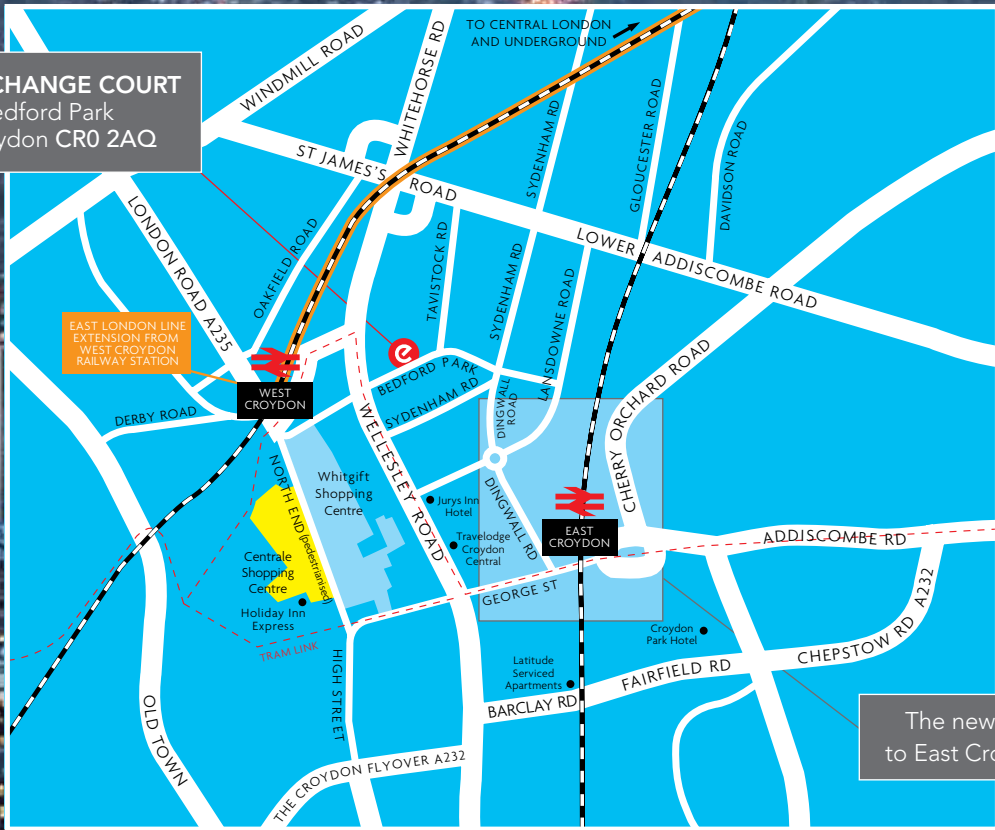 TO CENTRAL LONDON
AND UNDERGROUND
CHANGE COURT
edford Park
ydon CR0 2AQ
WINDMILL ROAD
WHITEHORSE RD
SYDENHAM RD
GLOUCESTER ROAD
DAVIDSON ROAD
ST JAMES'S ROAD
LONDON ROAD A235
OAKFIELD ROAD
TAVISTOCK RD
SYDENHAM RD
LANSDOWNE ROAD
LOWER ADDISCOMBE ROAD
EAST LONDON LINE
EXTENSION FROM
WEST CROYDON
RAILWAY STATION
e
BEDFORD PARK
SYDENHAM RD
DINGWALL
ROAD
CHERRY ORCHARD ROAD
WEST
CROYDON
DERBY ROAD
WELLESLEY ROAD
NORTH END (pedestrianised)
Whitgift
Shopping
Centre
Jurys Inn
Hotel
DINGWALL RD
EAST
CROYDON
Travelodge
Croydon
Central
ADDISCOMBE RD
Centrale
Shopping
Centre
GEORGE ST
A232
Holiday Inn
Express
TRAM LINK
Croydon
Park Hotel
HIGH STREET
Latitude
Serviced
Apartments
FAIRFIELD RD
CHEPSTOW RD
BARCLAY RD
OLD TOWN
THE CROYDON FLYOVER A232
The new
to East Cro